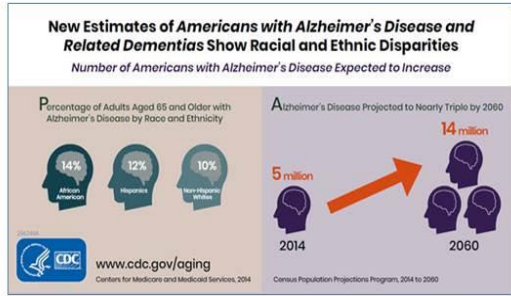 New Estimates of Americans with Alzheimer's Disease and
Related Dementias Show Racial and Ethnic Disparities
Number of Americans with Alzheimer's Disease Expected to Increase
Percentage of Adults Aged 65 and Older with
Alzheimer's Disease by Race and Ethnicity
14%
African
American
12%
Hispanics
10%
Non-Hispanic
Whites
CDC
www.cdc.gov/aging
Centers for Medicare and Medicaid Services, 2014
Alzheimer's Disease Projected to Nearly Triple by 2060
14 million
5 million
2014
2060
Census Population Projections Program, 2014 to 2060